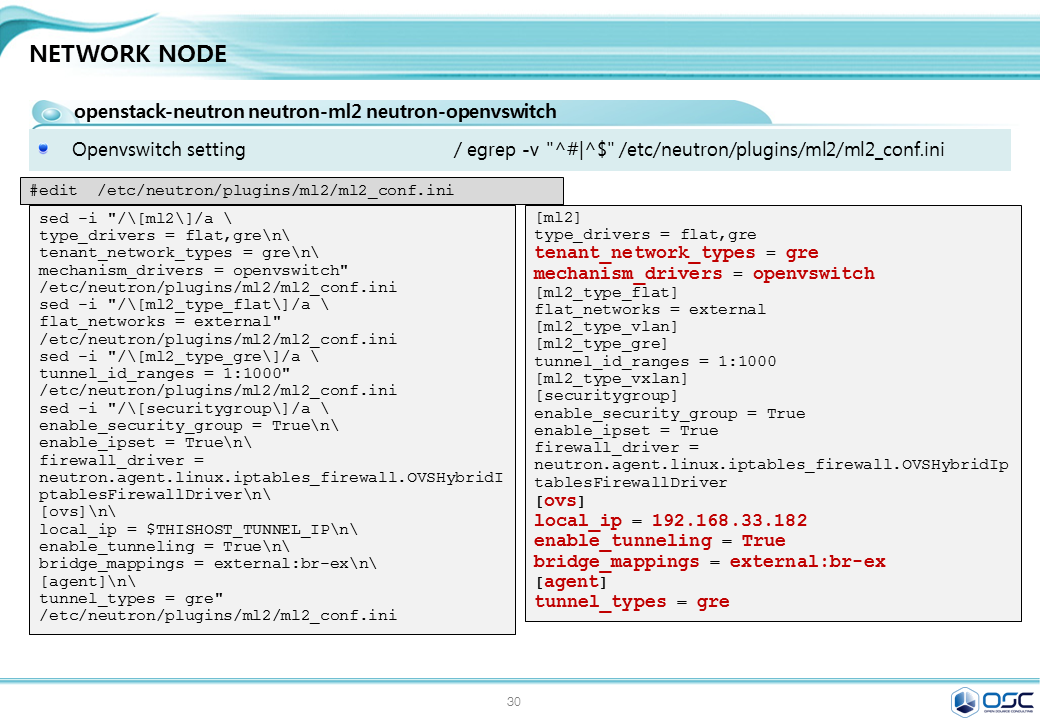 NETWORK NODE
openstack-neutron neutron-ml2 neutron-openvswitch
Openvswitch setting / egrep -v "^#|^$" /etc/neutron/plugins/ml2/ml2_conf.ini
#edit /etc/neutron/plugins/ml2/ml2_conf.ini
sed -i "/\[ml2\]/a \
type_drivers = flat,gre\n\
tenant_network_types = gre\n\
mechanism_drivers = openvswitch"
/etc/neutron/plugins/ml2/ml2_conf.ini
sed -i "/\[ml2_type_flat\]/a \
flat_networks = external"
/etc/neutron/plugins/ml2/ml2_conf.ini
sed -i "/\[ml2_type_gre\]/a \
tunnel_id_ranges = 1:1000"
/etc/neutron/plugins/ml2/ml2_conf.ini
sed -i "/\[securitygroup\]/a \
enable_security_group = True\n\
enable_ipset = True\n\
firewall_driver =
neutron.agent.linux.iptables_firewall.OVSHybridI
ptablesFirewallDriver\n\
[ovs]\n\
local_ip = $THISHOST_TUNNEL_IP\n\
enable_tunneling = True\n\
bridge_mappings = external:br-ex\n\
[agent]\n\
tunnel_types = gre"
/etc/neutron/plugins/ml2/ml2_conf.ini
[ml2]
type_drivers = flat,gre
tenant_network_types = gre
mechanism_drivers = openvswitch
[ml2_type_flat]
flat_networks = external
[ml2_type_vlan]
[ml2_type_gre]
tunnel_id_ranges = 1:1000
[ml2_type_vxlan]
[securitygroup]
enable_security_group = True
enable_ipset = True
firewall_driver =
neutron.agent.linux.iptables_firewall.OVSHybridIp
tablesFirewallDriver
[ovs]
local_ip = 192.168.33.182
enable_tunneling = True
bridge_mappings = external:br-ex
[agent]
tunnel_types = gre
30
OSC
OPEN SOURCE CONSULTING